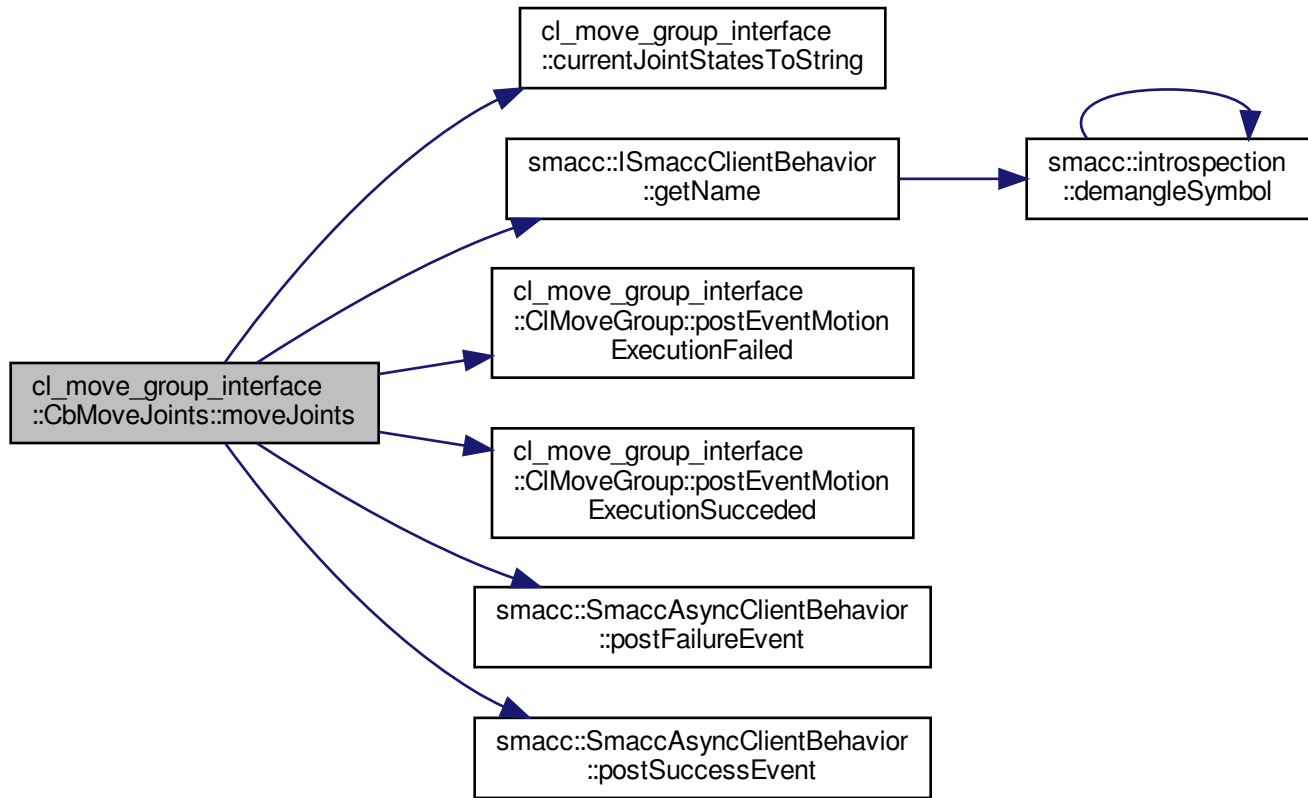 cl_move_group_interface
::currentJointStatesToString
smacc::ISmaccClientBehavior
::getName
smacc::introspection
::demangleSymbol
cl_move_group_interface
::ClMoveGroup::postEventMotion
ExecutionFailed
cl_move_group_interface
::CbMoveJoints::moveJoints
cl_move_group_interface
::ClMoveGroup::postEventMotion
ExecutionSucceded
smacc::SmaccAsyncClientBehavior
::postFailureEvent
smacc::SmaccAsyncClientBehavior
::postSuccessEvent